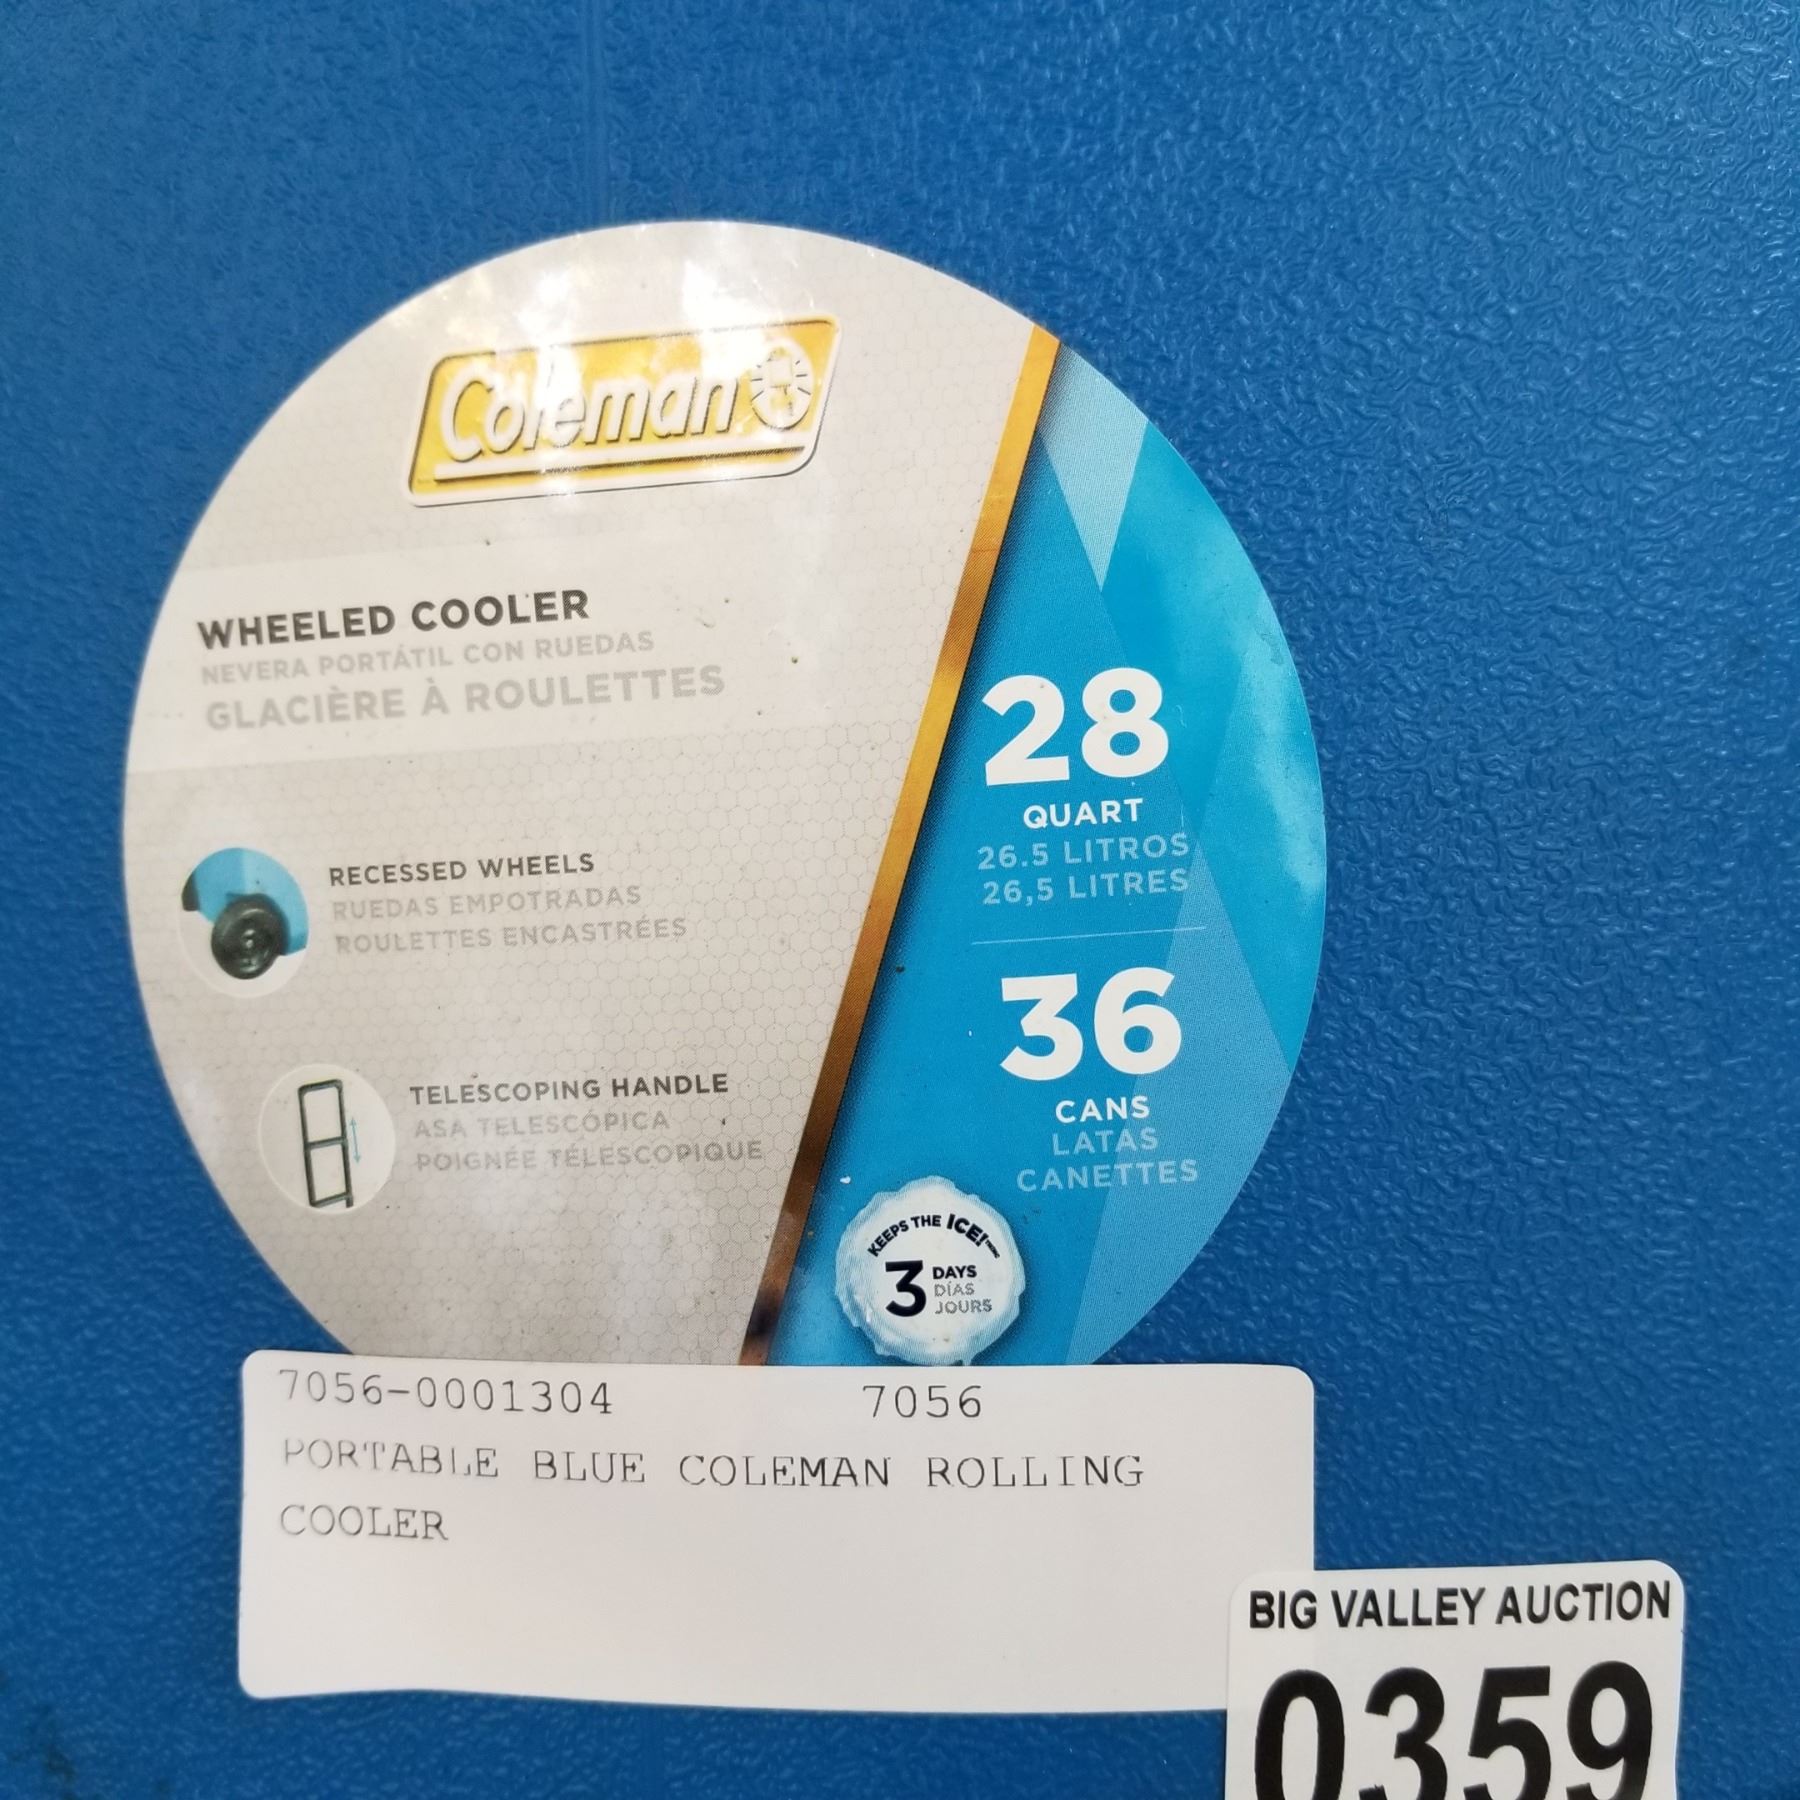 Coleman
WHEELED COOLER
NEVERA PORTÁTIL CON RUEDAS
GLACIÈRE À ROULETTES
RECESSED WHEELS
RUEDAS EMPOTRADAS
ROULETTES ENCASTRÉES
TELESCOPING HANDLE
ASA TELESCÓPICA
POIGNÉE TÉLESCOPIQUE
28
QUART
26.5 LITROS
26,5 LITRES
36
CANS
LATAS
CANETTES
KEEPS THE ICE!
3 DAYS
DÍAS
JOURS
7056-0001304 7056
PORTABLE BLUE COLEMAN ROLLING
COOLER
BIG VALLEY AUCTION
0359